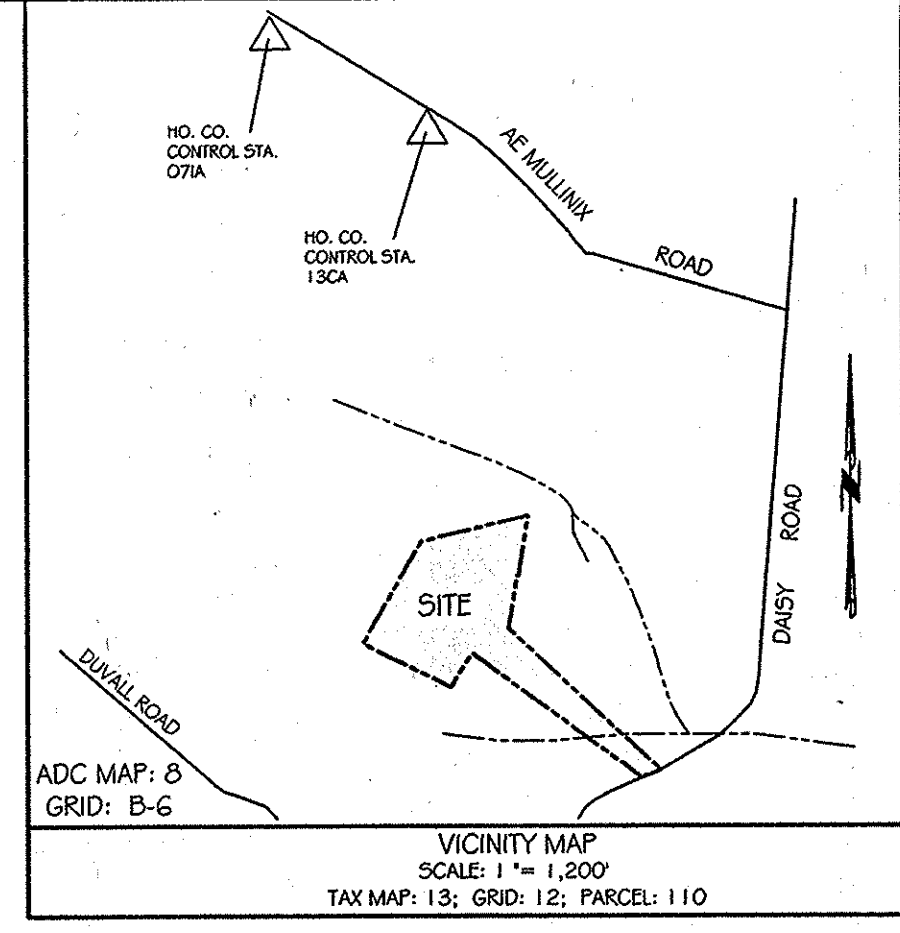 HO. CO.
CONTROL STA.
071A
HO. CO.
CONTROL STA.
13CA
AE MULLINIX
ROAD
DAISY ROAD
SITE
DUVALL ROAD
ADC MAP: 8
GRID: B-6
VICINITY MAP
SCALE: 1 "= 1,200'
TAX MAP: 13; GRID: 12; PARCEL: 110